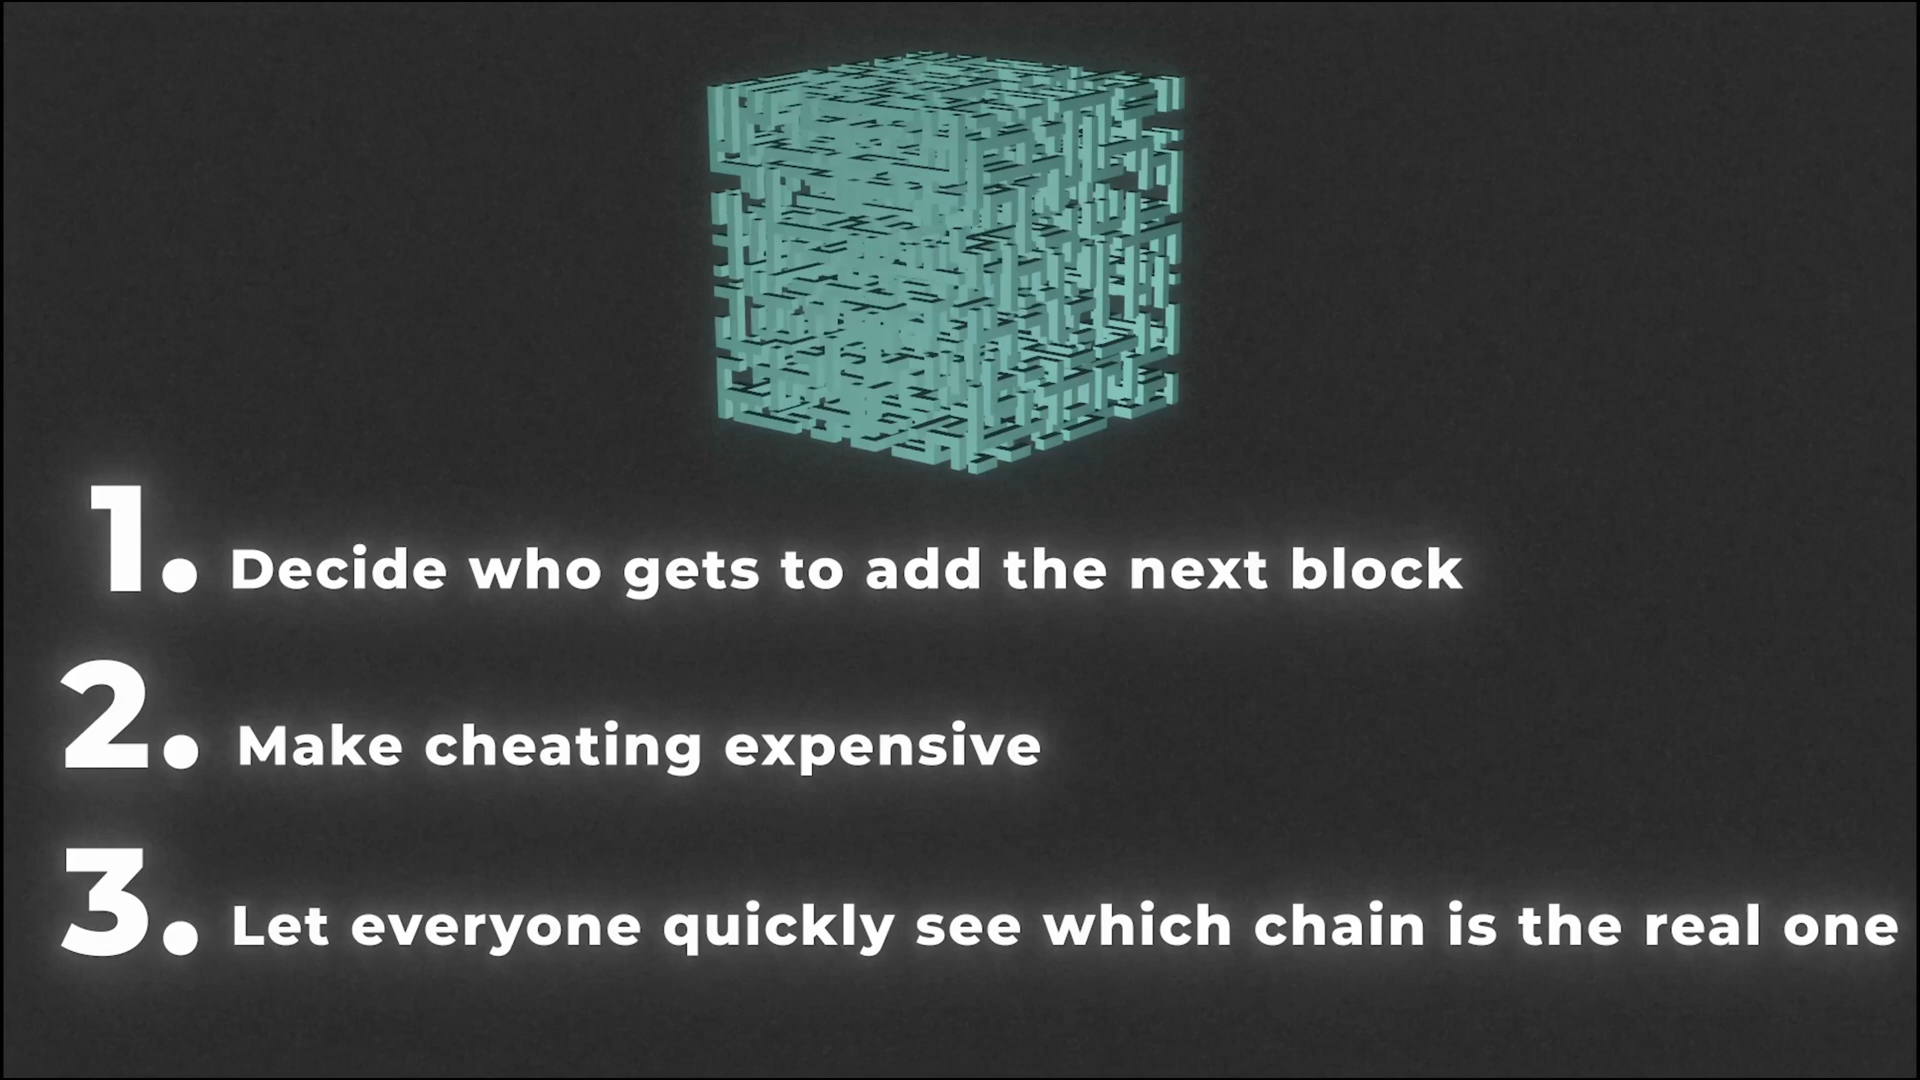 1. Decide who gets to add the next block
2. Make cheating expensive
3. Let everyone quickly see which chain is the real one